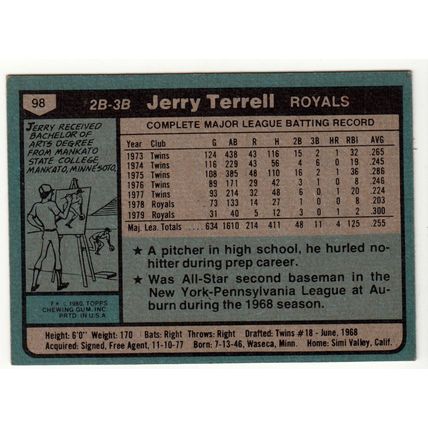 98
2B-3B Jerry Terrell ROYALS
JERRY RECEIVED
BACHELOR OF
ARTS DEGREE
FROM MANKATO
STATE COLLEGE,
MANKATO, MINNESOTA.
F★ © 1980, TOPPS
CHEWING GUM, INC.
PRTD. IN U.S.A.
COMPLETE MAJOR LEAGUE BATTING RECORD
Year Club G AB R H 2B 3B HR RBI AVG
1973 Twins 124 438 43 116 15 2 1 32 .265
1974 Twins 116 229 43 56 4 6 0 19 .245
1975 Twins 108 385 48 110 16 2 1 36 .286
1976 Twins 89 171 29 42 3 1 0 8 .246
1977 Twins 93 214 32 48 6 0 1 20 .224
1978 Royals 73 133 14 27 1 0 0 8 .203
1979 Royals 31 40 5 12 3 0 1 2 .300
Maj. Lea. Totals 634 1610 214 411 48 11 4 125 .255
★ A pitcher in high school, he hurled no-
hitter during prep career.
★ Was All-Star second baseman in the
New York-Pennsylvania League at Au-
burn during the 1968 season.
Height: 6'0" Weight: 170 Bats: Right Throws: Right Drafted: Twins #18 - June, 1968
Acquired: Signed, Free Agent, 11-10-77 Born: 7-13-46, Waseca, Minn. Home: Simi Valley, Calif.